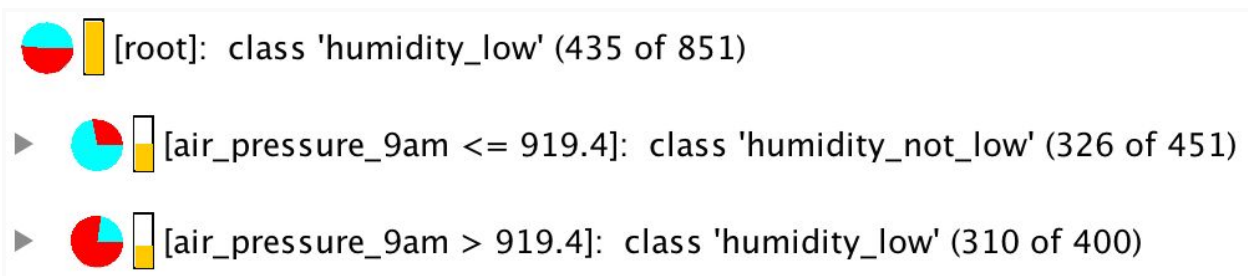 [root]: class 'humidity_low' (435 of 851)
[air_pressure_9am <= 919.4]: class 'humidity_not_low' (326 of 451)
[air_pressure_9am > 919.4]: class 'humidity_low' (310 of 400)